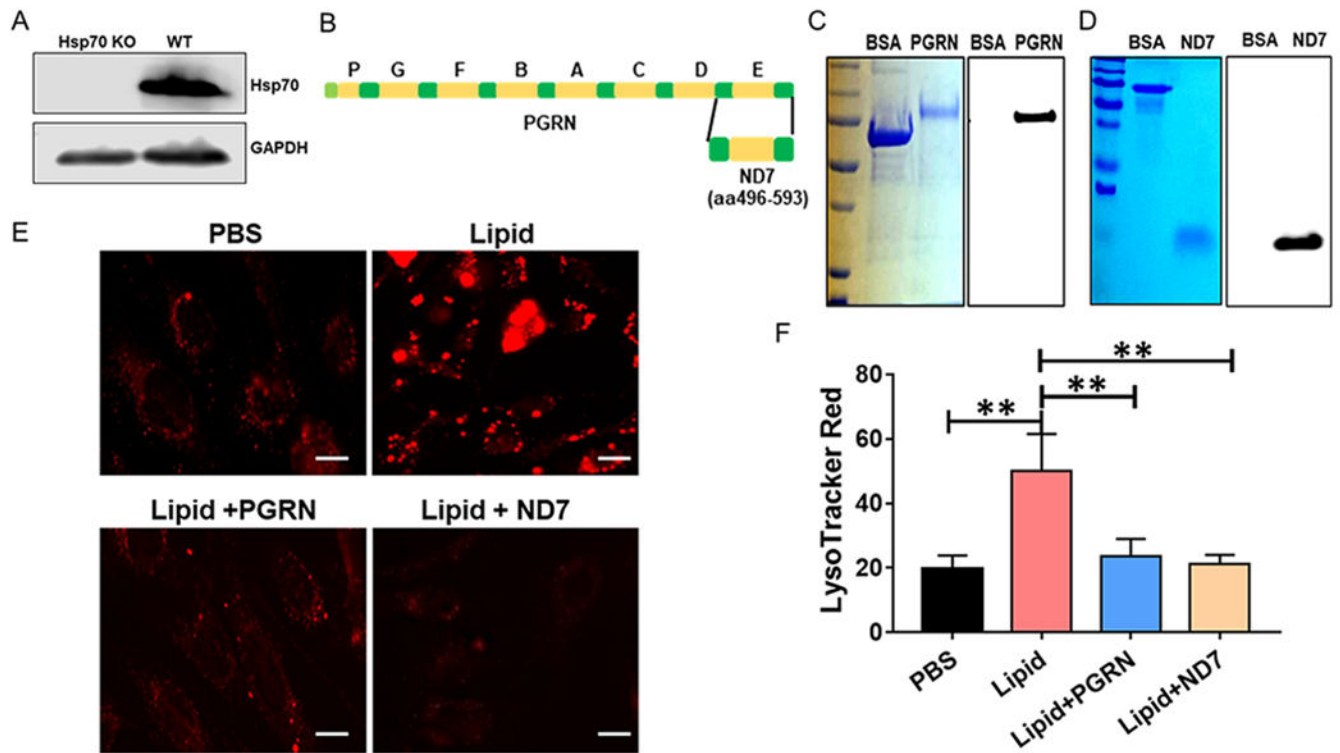 A
Hsp70 KO WT
Hsp70
GAPDH
B
P G F B A C D E
PGRN
ND7
(aa496-593)
C
BSA PGRN BSA PGRN
D
BSA ND7 BSA ND7
E
PBS Lipid
Lipid +PGRN Lipid + ND7
F
LysoTracker Red
80
60
40
20
0
**
**
**
PBS
Lipid
Lipid+PGRN
Lipid+ND7